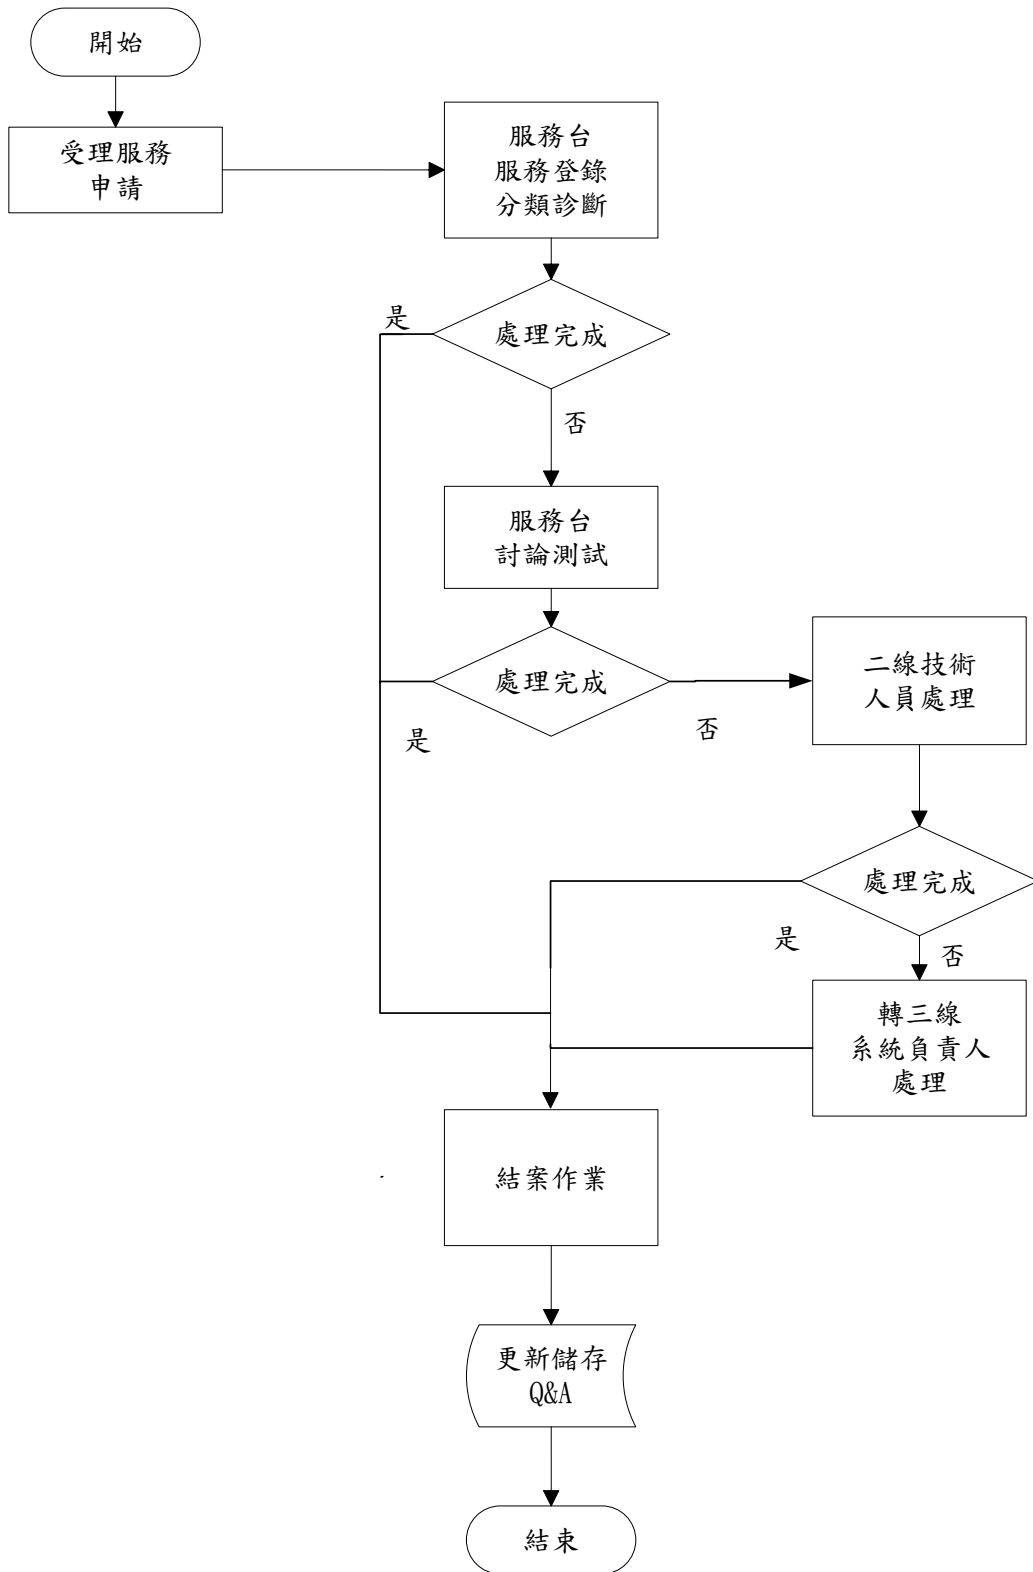 開始
受理服務
申請
服務台
服務登錄
分類診斷
是
處理完成
否
服務台
討論測試
處理完成
是
否
二線技術
人員處理
處理完成
是
否
轉三線
系統負責人
處理
結案作業
更新儲存
Q&A
結束